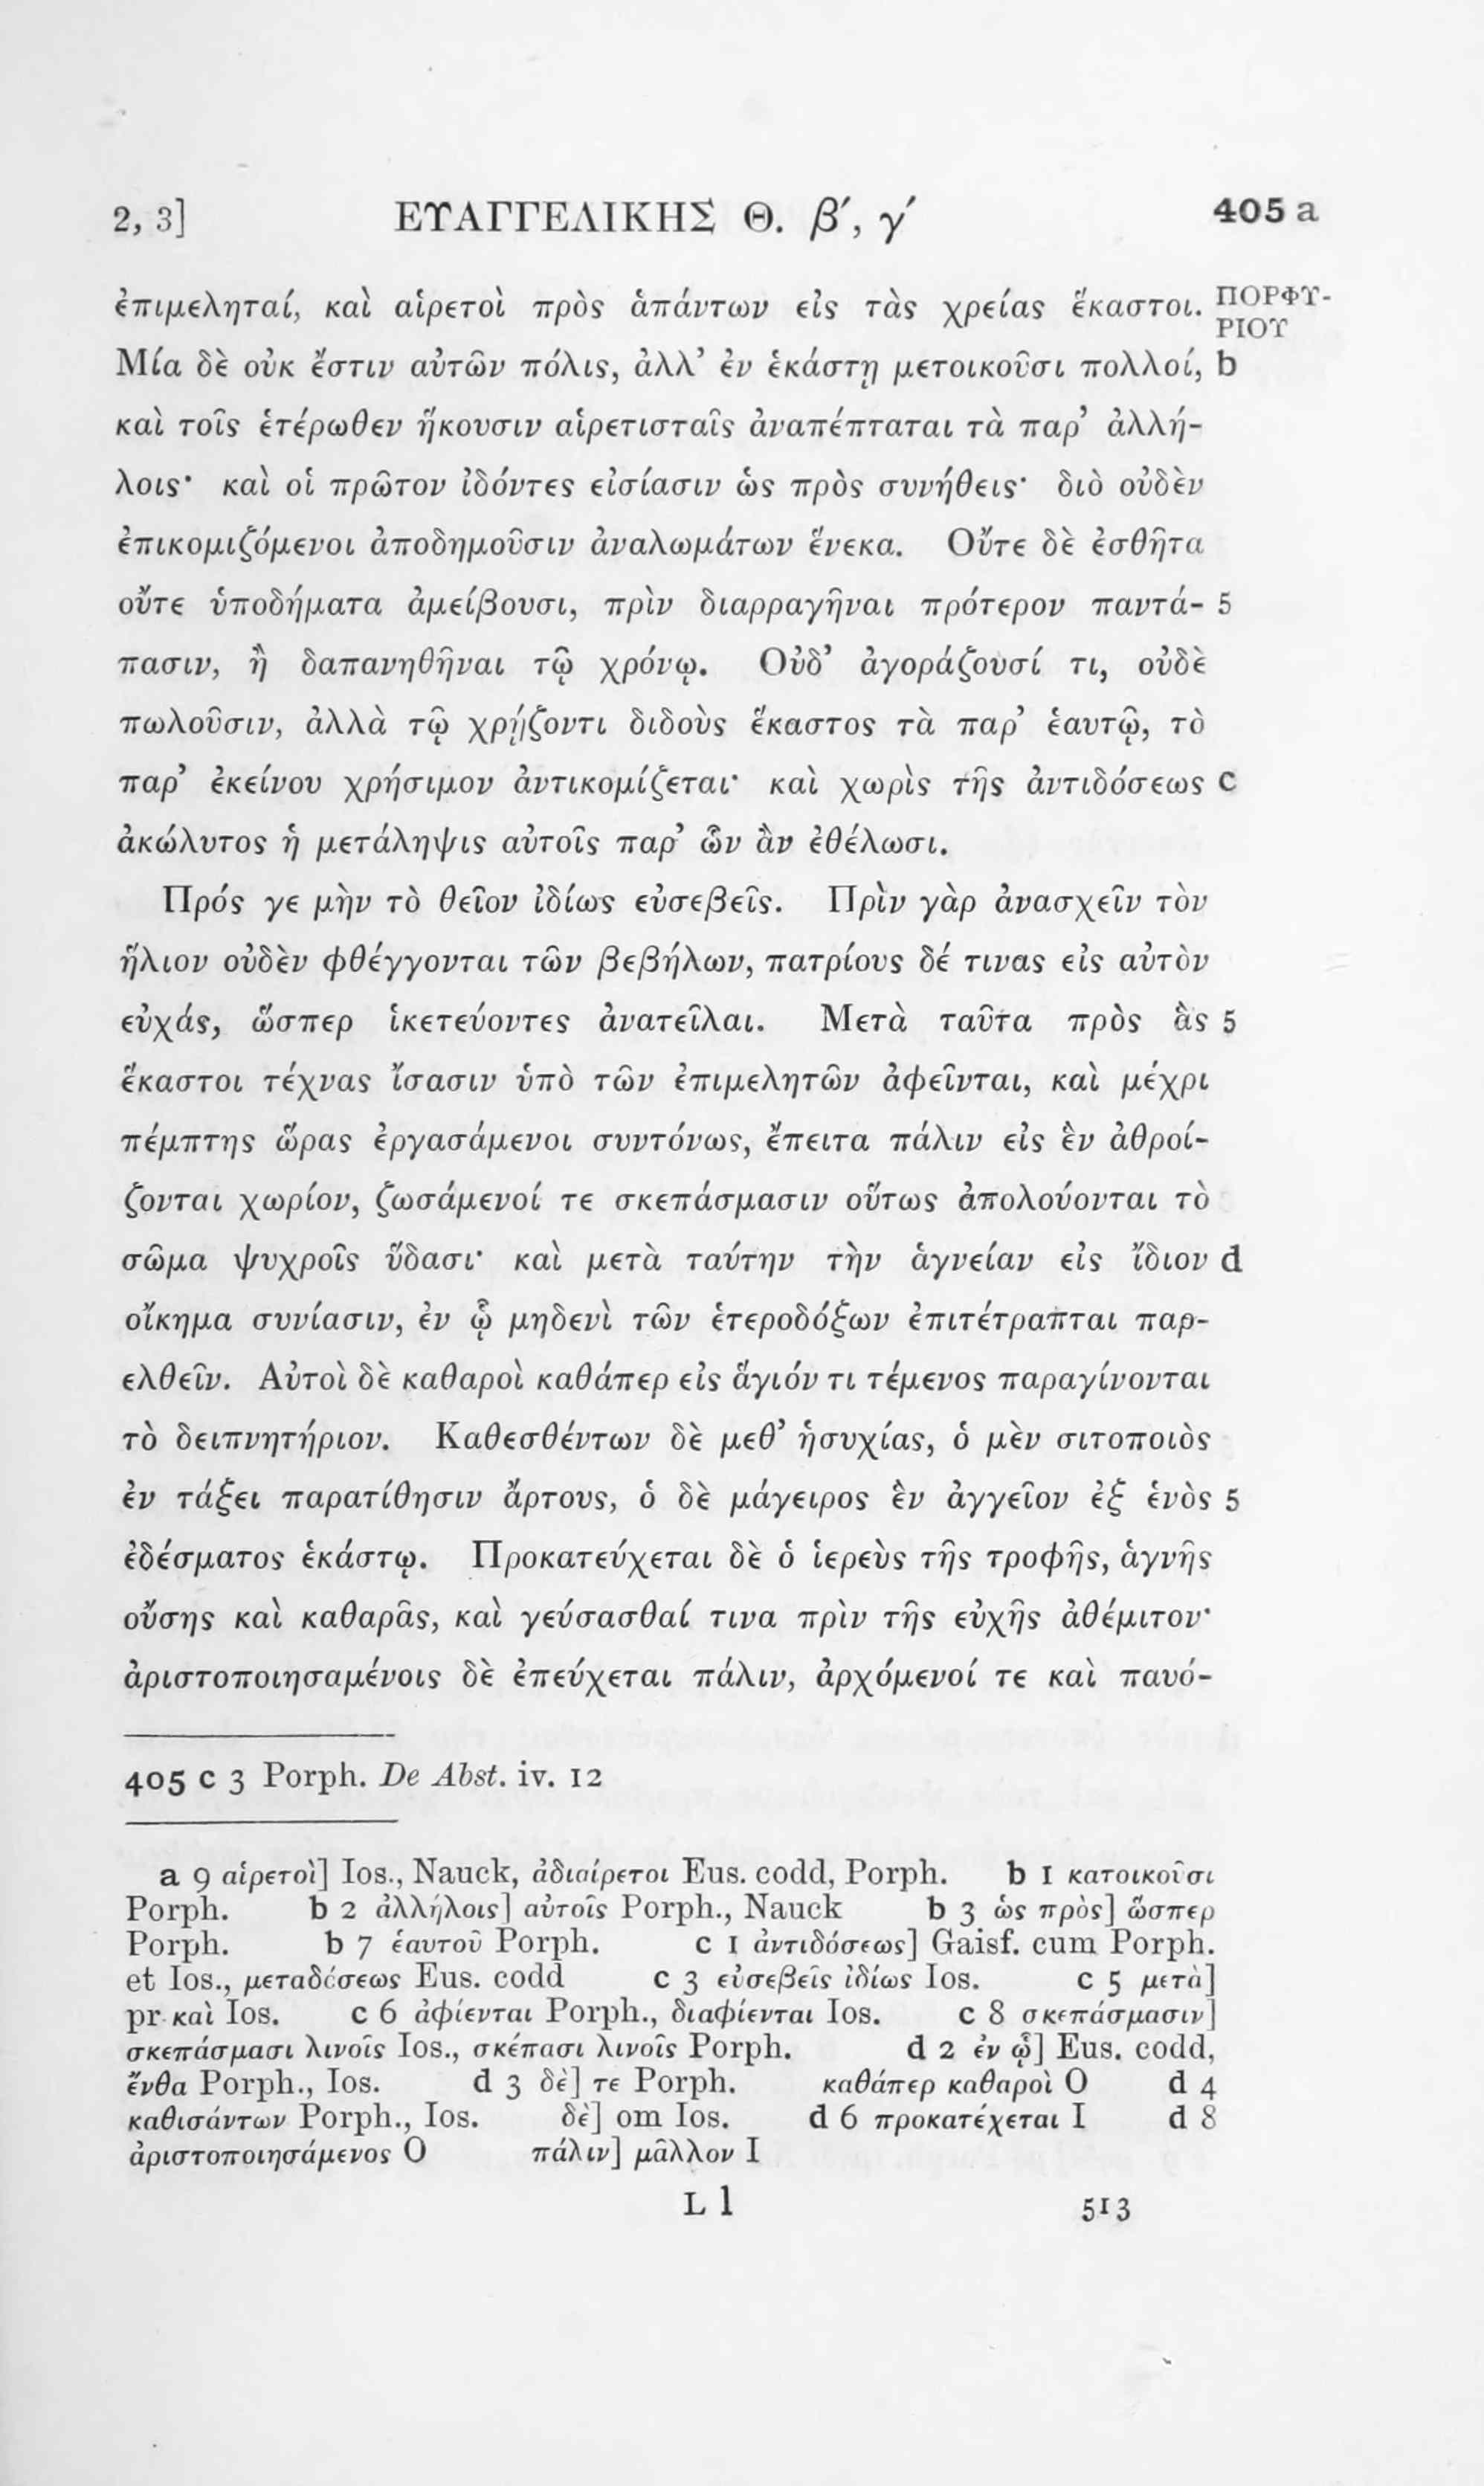 2, 3] ΕΥΑΓΓΕΛΙΚΗΣ Θ. β′, γ′ 405 a
ἐπιμεληταί, καὶ αἱρετοὶ πρὸς ἁπάντων εἰς τὰς χρείας ἕκαστοι. ΠΟΡΦΥ-
ΡΙΟΥ
Μία δὲ οὐκ ἔστιν αὐτῶν πόλις, ἀλλ’ ἐν ἑκάστῃ μετοικοῦσι πολλοί, b
καὶ τοῖς ἑτέρωθεν ἥκουσιν αἱρετισταῖς ἀναπέπταται τὰ παρ’ ἀλλή-
λοις· καὶ οἱ πρῶτον ἰδόντες εἰσίασιν ὡς πρὸς συνήθεις· διὸ οὐδὲν
ἐπικομιζόμενοι ἀποδημοῦσιν ἀναλωμάτων ἕνεκα. Οὔτε δὲ ἐσθῆτα
οὔτε ὑποδήματα ἀμείβουσι, πρὶν διαρραγῆναι πρότερον παντά- 5
πασιν, ἢ δαπανηθῆναι τῷ χρόνῳ. Οὐδ’ ἀγοράζουσί τι, οὐδὲ
πωλοῦσιν, ἀλλὰ τῷ χρῄζοντι διδοὺς ἕκαστος τὰ παρ’ ἑαυτῷ, τὸ
παρ’ ἐκείνου χρήσιμον ἀντικομίζεται· καὶ χωρὶς τῆς ἀντιδόσεως c
ἀκώλυτος ἡ μετάληψις αὐτοῖς παρ’ ὧν ἂν ἐθέλωσι.
Πρός γε μὴν τὸ θεῖον ἰδίως εὐσεβεῖς. Πρὶν γὰρ ἀνασχεῖν τὸν
ἥλιον οὐδὲν φθέγγονται τῶν βεβήλων, πατρίους δέ τινας εἰς αὐτὸν
εὐχάς, ὥσπερ ἱκετεύοντες ἀνατεῖλαι. Μετὰ ταῦτα πρὸς ἃς 5
ἕκαστοι τέχνας ἴσασιν ὑπὸ τῶν ἐπιμελητῶν ἀφεῖνται, καὶ μέχρι
πέμπτης ὥρας ἐργασάμενοι συντόνως, ἔπειτα πάλιν εἰς ἓν ἀθροί-
ζονται χωρίον, ζωσάμενοί τε σκεπάσμασιν οὕτως ἀπολούονται τὸ
σῶμα ψυχροῖς ὕδασι· καὶ μετὰ ταύτην τὴν ἁγνείαν εἰς ἴδιον d
οἴκημα συνίασιν, ἐν ᾧ μηδενὶ τῶν ἑτεροδόξων ἐπιτέτραπται παρ-
ελθεῖν. Αὐτοὶ δὲ καθαροὶ καθάπερ εἰς ἅγιόν τι τέμενος παραγίνονται
τὸ δειπνητήριον. Καθεσθέντων δὲ μεθ’ ἡσυχίας, ὁ μὲν σιτοποιὸς
ἐν τάξει παρατίθησιν ἄρτους, ὁ δὲ μάγειρος ἓν ἀγγεῖον ἐξ ἑνὸς 5
ἐδέσματος ἑκάστῳ. Προκατεύχεται δὲ ὁ ἱερεὺς τῆς τροφῆς, ἁγνῆς
οὔσης καὶ καθαρᾶς, καὶ γεύσασθαί τινα πρὶν τῆς εὐχῆς ἀθέμιτον·
ἀριστοποιησαμένοις δὲ ἐπεύχεται πάλιν, ἀρχόμενοί τε καὶ παυό-
405 c 3 Porph. De Abst. iv. 12
a 9 αἱρετοὶ] Ios., Nauck, ἀδιαίρετοι Eus. codd, Porph. b 1 κατοικοῦσι
Porph. b 2 ἀλλήλοις] αὐτοῖς Porph., Nauck b 3 ὡς πρὸς] ὥσπερ
Porph. b 7 ἑαυτοῦ Porph. c 1 ἀντιδόσεως] Gaisf. cum Porph.
et Ios., μεταδόσεως Eus. codd c 3 εὐσεβεῖς ἰδίως Ios. c 5 μετὰ]
pr καὶ Ios. c 6 ἀφίενται Porph., διαφίενται Ios. c 8 σκεπάσμασιν]
σκεπάσμασι λινοῖς Ios., σκέπασι λινοῖς Porph. d 2 ἐν ᾧ] Eus. codd,
ἔνθα Porph., Ios. d 3 δὲ] τε Porph. καθάπερ καθαροὶ O d 4
καθισάντων Porph., Ios. δὲ] om Ios. d 6 προκατέχεται I d 8
ἀριστοποιησάμενος O πάλιν] μᾶλλον I
L l 513